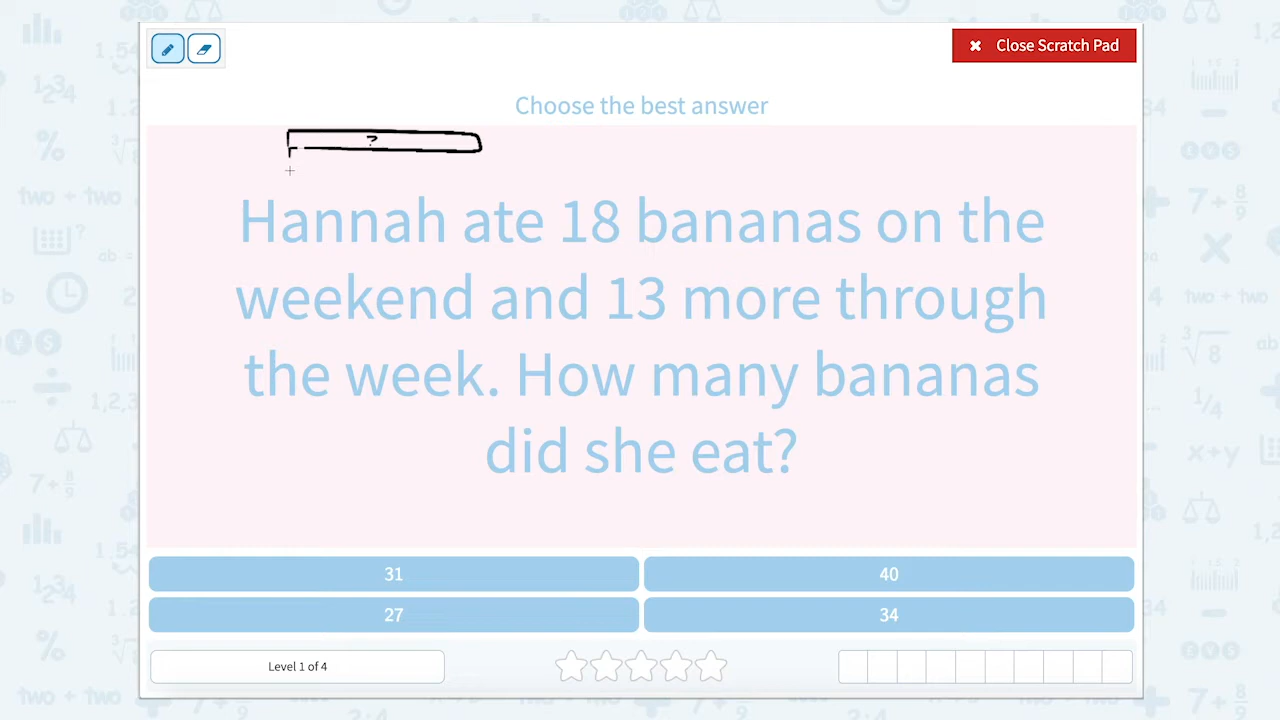 Close Scratch Pad
Choose the best answer
?
Hannah ate 18 bananas on the
weekend and 13 more through
the week. How many bananas
did she eat?
31
40
27
34
Level 1 of 4